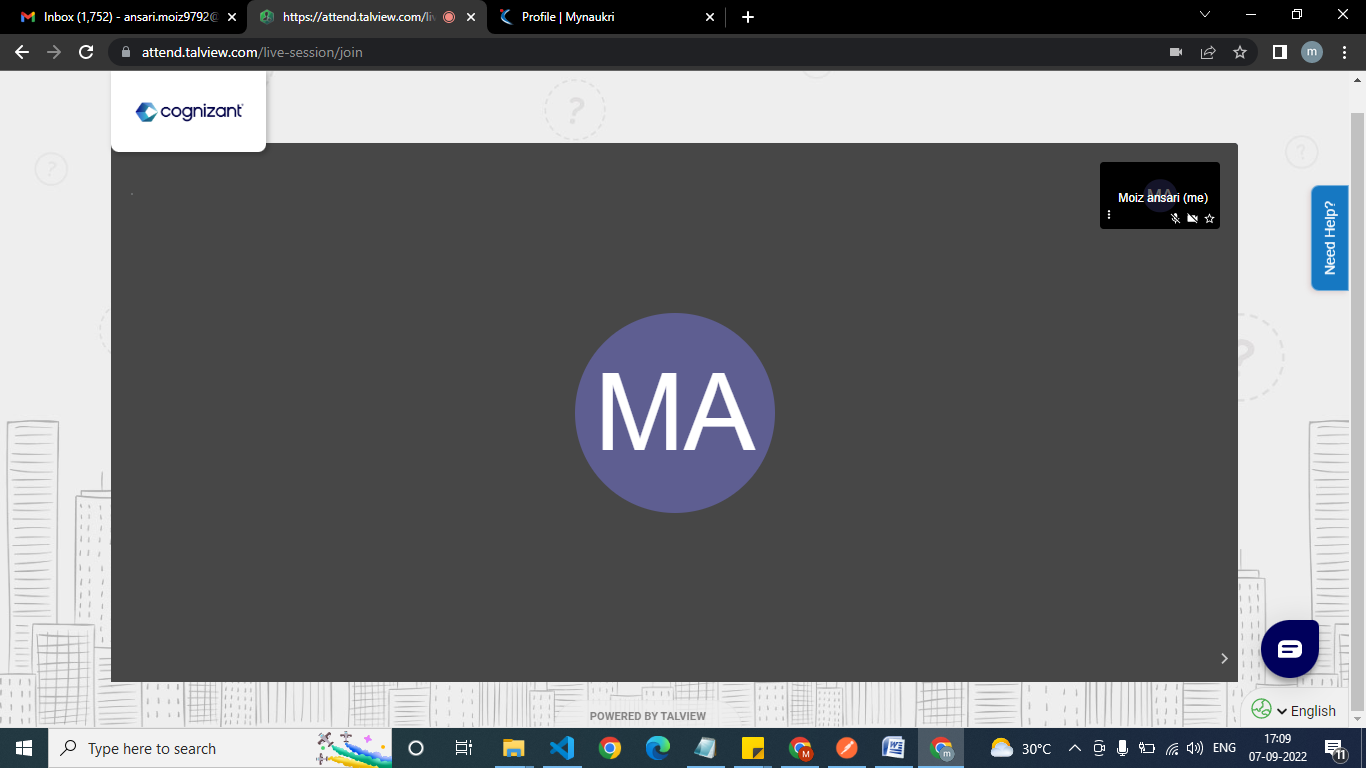 Inbox (1,752) - ansari.moiz9792@
https://attend.talview.com/li
Profile | Mynaukri
attend.talview.com/live-session/join
m
cognizant
?
?
?
Moiz ansari (me)
Need Help?
MA
POWERED BY TALVIEW
English
Type here to search
30°C
ENG
17:09
07-09-2022
11